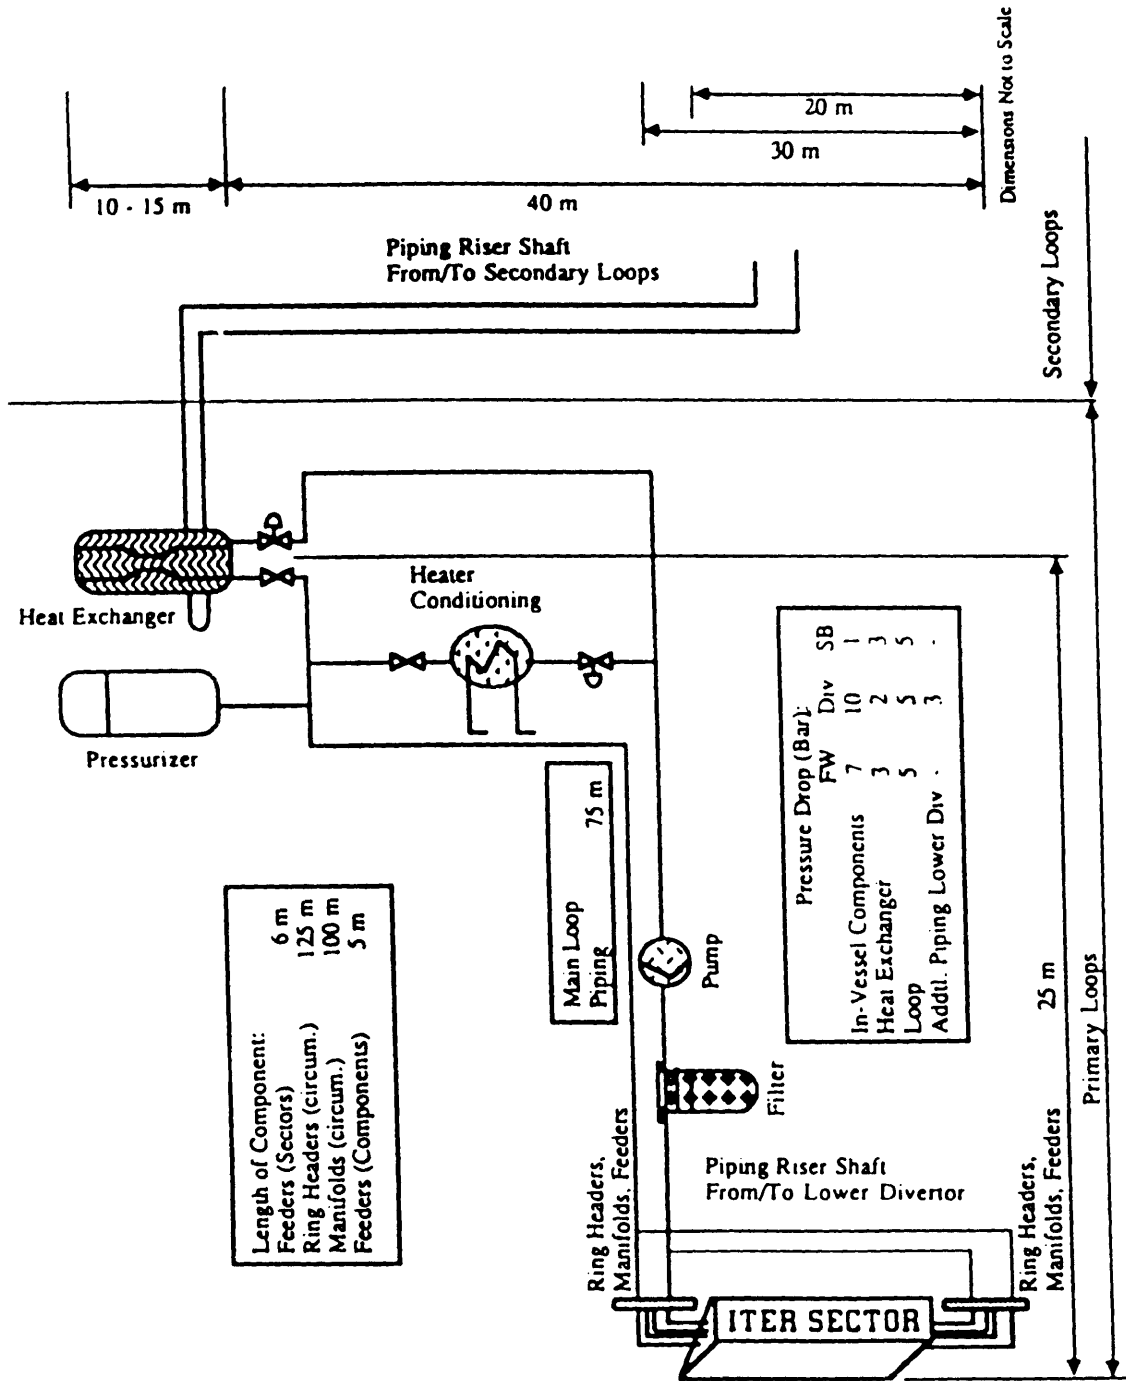 20 m
30 m
10 - 15 m
40 m
Dimensions Not to Scale
Piping Riser Shaft
From/To Secondary Loops
Secondary Loops
Heat Exchanger
Heater
Conditioning
Pressurizer
Main Loop
Piping 75 m
Pressure Drop (Bar):
FW Div SB
In-Vessel Components 7 10 1
Heat Exchanger 3 2 3
Loop 5 5 5
Addtl. Piping Lower Div - 3 -
Length of Component:
Feeders (Sectors) 6 m
Ring Headers (circum.) 125 m
Manifolds (circum.) 100 m
Feeders (Components) 5 m
Pump
Filter
25 m
Primary Loops
Ring Headers,
Manifolds, Feeders
Piping Riser Shaft
From/To Lower Divertor
Ring Headers,
Manifolds, Feeders
ITER SECTOR